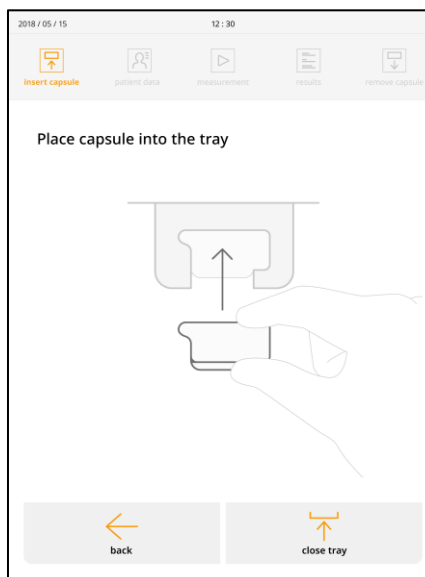 2018 / 05 / 15 12 : 30
insert capsule patient data measurement results remove capsule
Place capsule into the tray
back close tray